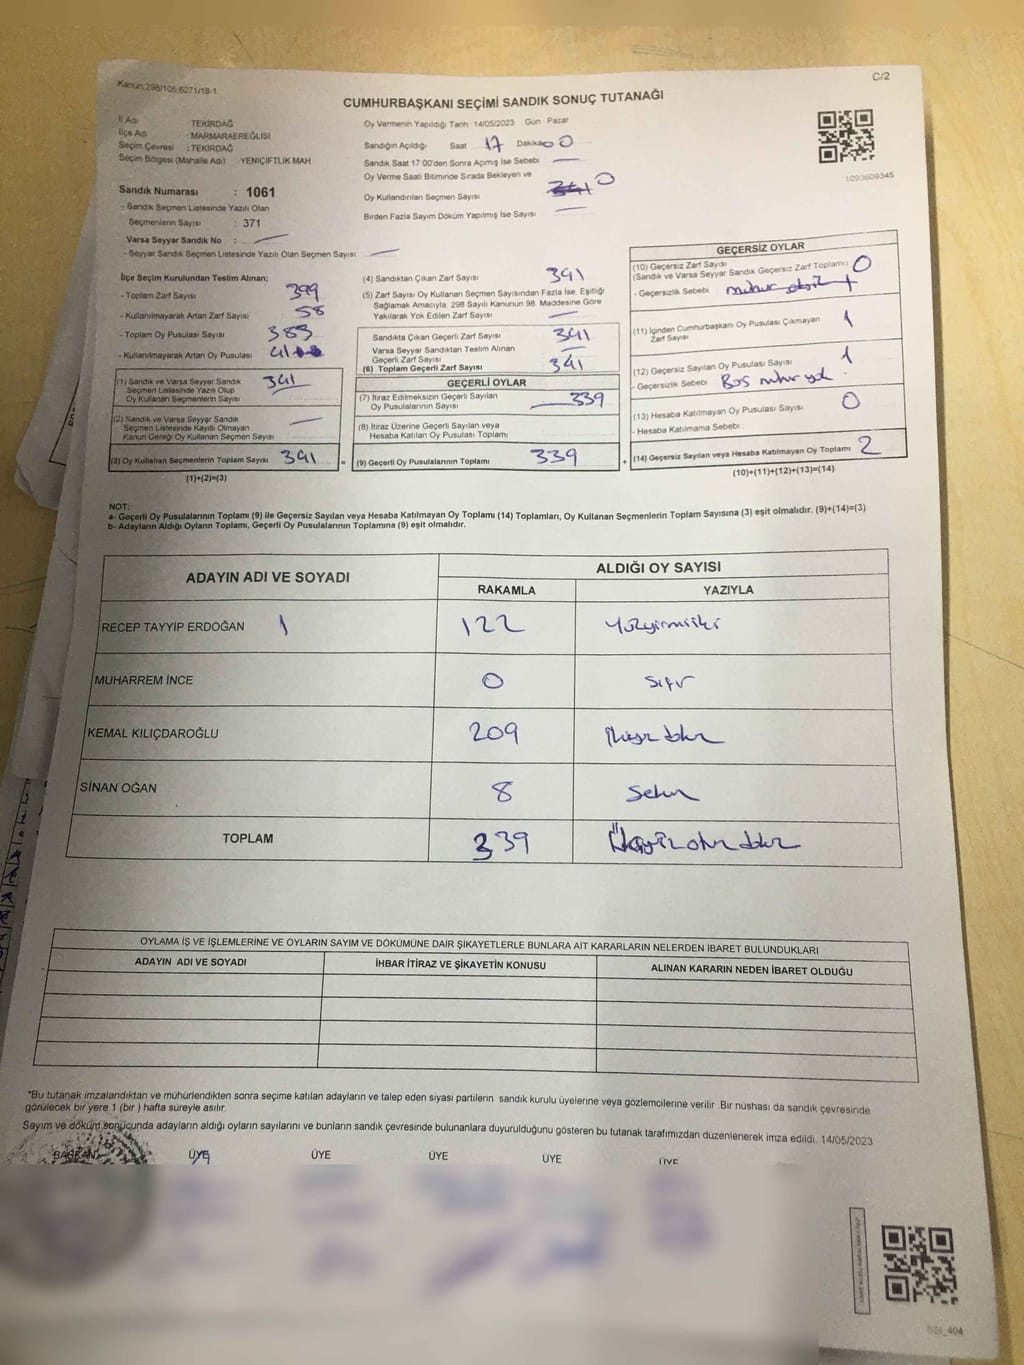 C/2
Kanun:298/105;6271/18-1
CUMHURBAŞKANI SEÇİMİ SANDIK SONUÇ TUTANAĞI
İl Adı : TEKİRDAĞ
İlçe Adı : MARMARAEREĞLİSİ
Seçim Çevresi : TEKİRDAĞ
Seçim Bölgesi (Mahalle Adı) YENİÇİFTLİK MAH
Oy Vermenin Yapıldığı Tarih 14/05/2023 Gün Pazar
Sandığın Açıldığı Saat 17 Dakika 00
Sandık Saat 17:00'den Sonra Açımış İse Sebebi
Oy Verme Saati Bitiminde Sırada Bekleyen ve
Oy Kullandırılan Seçmen Sayısı 0
Birden Fazla Sayım Döküm Yapılmış İse Sayısı
1093609345
Sandık Numarası : 1061
- Sandık Seçmen Listesinde Yazılı Olan
Seçmenlerin Sayısı : 371
Varsa Seyyar Sandık No :
- Seyyar Sandık Seçmen Listesinde Yazılı Olan Seçmen Sayısı:
İlçe Seçim Kurulundan Teslim Alınan;
- Toplam Zarf Sayısı 399
- Kullanılmayarak Artan Zarf Sayısı 58
- Toplam Oy Pusulası Sayısı 383
- Kullanılmayarak Artan Oy Pusulası
(1) Sandık ve Varsa Seyyar Sandık 341
Seçmen Listesinde Yazılı Olup
Oy Kullanan Seçmenlerin Sayısı
(2) Sandık ve Varsa Seyyar Sandık
Seçmen Listesinde Kayıtlı Olmayan
Kanun Gereği Oy Kullanan Seçmen Sayısı
(3) Oy Kullanan Seçmenlerin Toplam Sayısı 341
(1)+(2)=(3)
(4) Sandıktan Çıkan Zarf Sayısı 341
(5) Zarf Sayısı Oy Kullanan Seçmen Sayısından Fazla İse, Eşitliği
Sağlamak Amacıyla, 298 Sayılı Kanunun 98. Maddesine Göre
Yakılarak Yok Edilen Zarf Sayısı
Sandıkta Çıkan Geçerli Zarf Sayısı 341
Varsa Seyyar Sandıktan Teslim Alınan
Geçerli Zarf Sayısı
(6) Toplam Geçerli Zarf Sayısı 341
GEÇERLİ OYLAR
(7) İtiraz Edilmeksizin Geçerli Sayılan
Oy Pusulalarının Sayısı 339
(8) İtiraz Üzerine Geçerli Sayılan veya
Hesaba Katılan Oy Pusulası Toplamı
= (9) Geçerli Oy Pusulalarının Toplamı 339
GEÇERSİZ OYLAR
(10) Geçersiz Zarf Sayısı
(Sandık ve Varsa Seyyar Sandık Geçersiz Zarf Toplamı) 0
- Geçersizlik Sebebi
(11) İçinden Cumhurbaşkanı Oy Pusulası Çıkmayan 1
Zarf Sayısı
(12) Geçersiz Sayılan Oy Pusulası Sayısı 1
- Geçersizlik Sebebi Boş mühür yok
(13) Hesaba Katılmayan Oy Pusulası Sayısı 0
- Hesaba Katılmama Sebebi :
+ (14) Geçersiz Sayılan veya Hesaba Katılmayan Oy Toplamı 2
(10)+(11)+(12)+(13)=(14)
NOT:
a- Geçerli Oy Pusulalarının Toplamı (9) ile Geçersiz Sayılan veya Hesaba Katılmayan Oy Toplamı (14) Toplamları, Oy Kullanan Seçmenlerin Toplam Sayısına (3) eşit olmalıdır. (9)+(14)=(3)
b- Adayların Aldığı Oyların Toplamı, Geçerli Oy Pusulalarının Toplamına (9) eşit olmalıdır.
ADAYIN ADI VE SOYADI
ALDIĞI OY SAYISI
RAKAMLA YAZIYLA
RECEP TAYYİP ERDOĞAN 1 122 Yüzyirmiiki
MUHARREM İNCE 0 Sıfır
KEMAL KILIÇDAROĞLU 209 İkiyüz dokuz
SİNAN OĞAN 8 Sekiz
TOPLAM 339 Üçyüz otuz dokuz
OYLAMA İŞ VE İŞLEMLERİNE VE OYLARIN SAYIM VE DÖKÜMÜNE DAİR ŞİKAYETLERLE BUNLARA AİT KARARLARIN NELERDEN İBARET BULUNDUKLARI
ADAYIN ADI VE SOYADI İHBAR İTİRAZ VE ŞİKAYETİN KONUSU ALINAN KARARIN NEDEN İBARET OLDUĞU
"Bu tutanak imzalandıktan ve mühürlendikten sonra seçime katılan adayların ve talep eden siyasi partilerin sandık kurulu üyelerine veya gözlemcilerine verilir. Bir nüshası da sandık çevresinde
görülecek bir yere 1 (bir ) hafta süreyle asılır.
Sayım ve döküm sonucunda adayların aldığı oyların sayılarını ve bunların sandık çevresinde bulunanlara duyurulduğunu gösteren bu tutanak tarafımızdan düzenlenerek imza edildi. 14/05/2023
BAŞKAN ÜYE ÜYE ÜYE ÜYE ÜYE